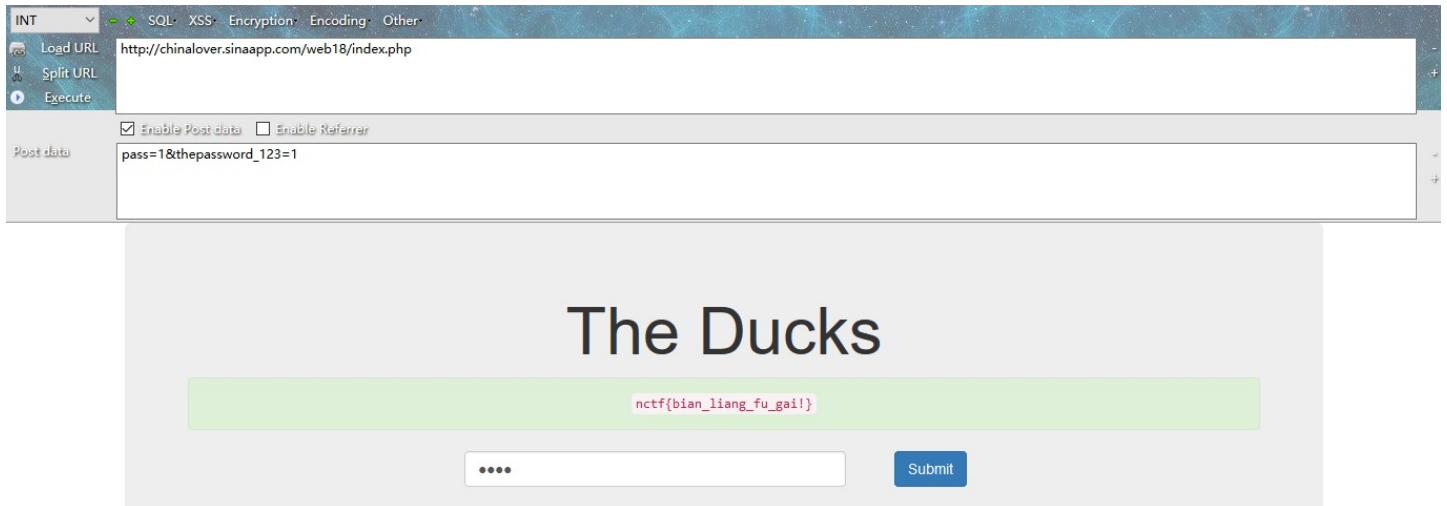 INT SQL- XSS- Encryption- Encoding- Other-
Load URL http://chinalover.sinaapp.com/web18/index.php
Split URL
Execute
Enable Post data Enable Referrer
Post data pass=1&thepassword_123=1
The Ducks
nctf{bian_liang_fu_gai!}
Submit